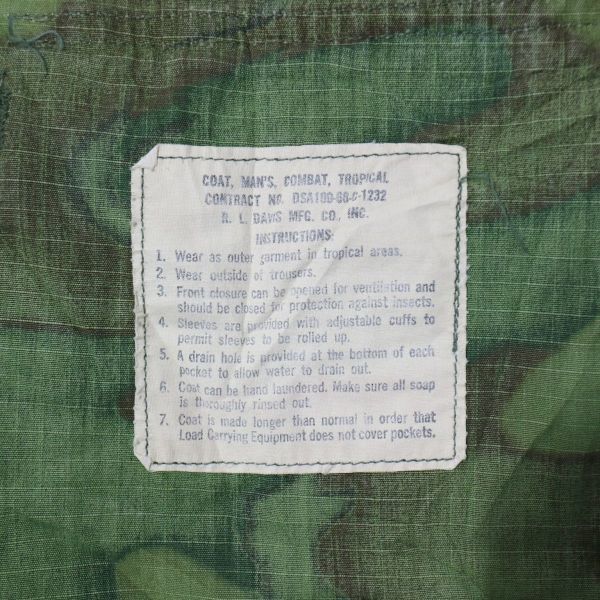 COAT, MAN'S, COMBAT, TROPICAL
CONTRACT NO. DSA100-68-C-1232
R. L. DAVIS MFG. CO., INC.
INSTRUCTIONS:
1. Wear as outer garment in tropical areas.
2. Wear outside of trousers.
3. Front closure can be opened for ventilation and
should be closed for protection against insects.
4. Sleeves are provided with adjustable cuffs to
permit sleeves to be rolled up.
5. A drain hole is provided at the bottom of each
pocket to allow water to drain out.
6. Coat can be hand laundered. Make sure all soap
is thoroughly rinsed out.
7. Coat is made longer than normal in order that
Load Carrying Equipment does not cover pockets.